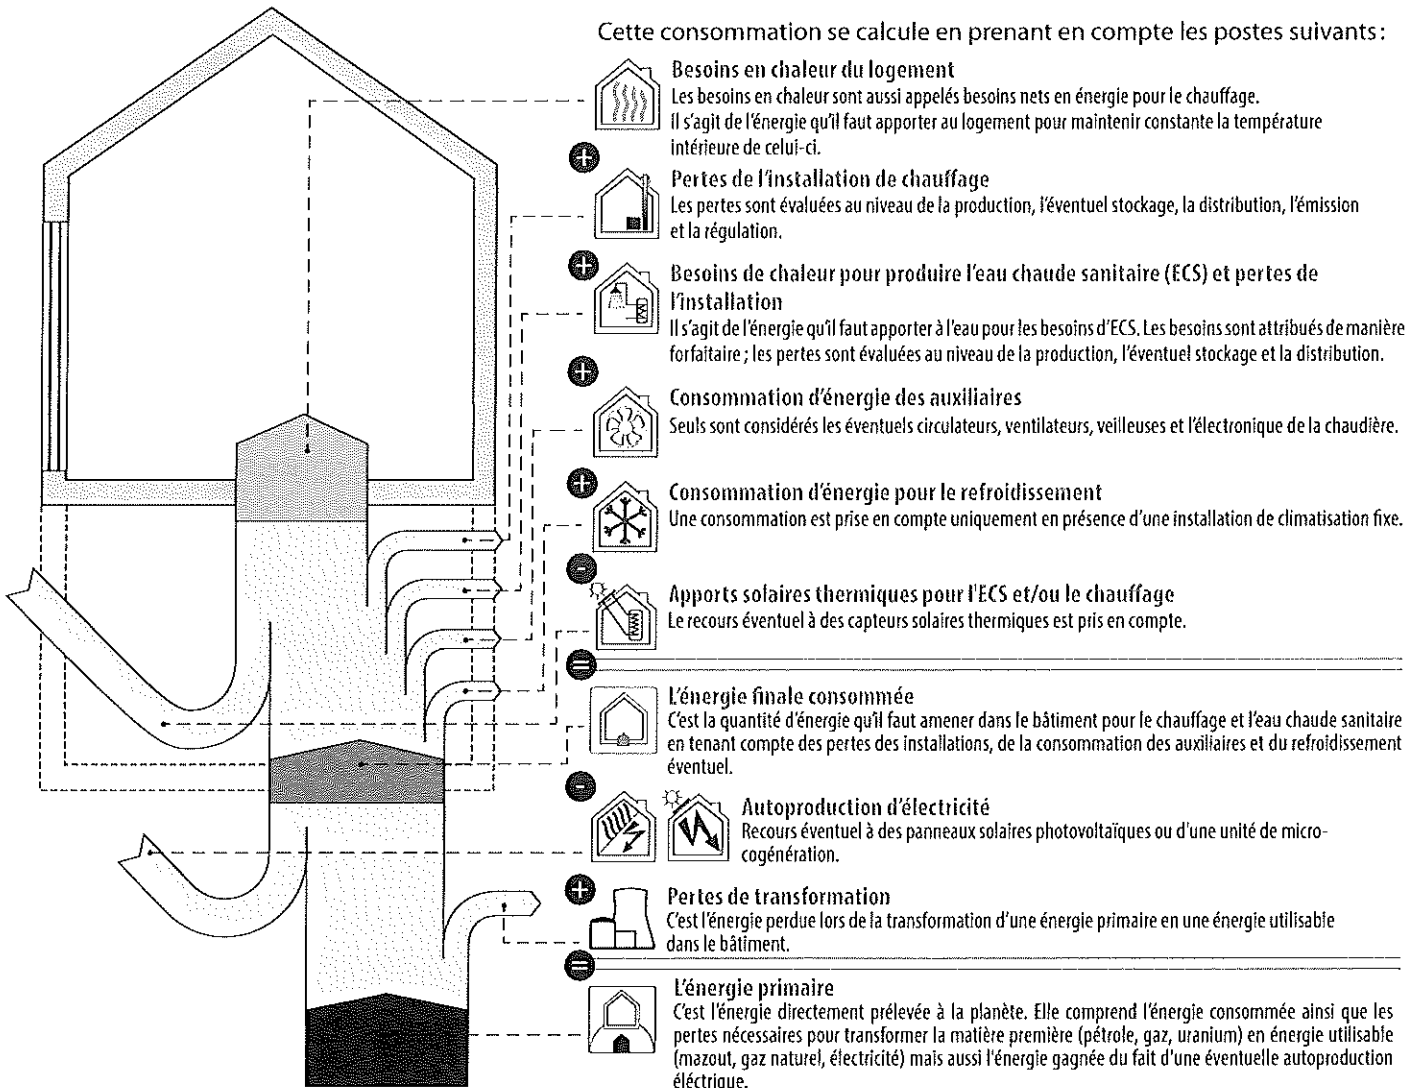 Cette consommation se calcule en prenant en compte les postes suivants :
Besoins en chaleur du logement
Les besoins en chaleur sont aussi appelés besoins nets en énergie pour le chauffage.
Il s'agit de l'énergie qu'il faut apporter au logement pour maintenir constante la température
intérieure de celui-ci.
+
Pertes de l'installation de chauffage
Les pertes sont évaluées au niveau de la production, l'éventuel stockage, la distribution, l'émission
et la régulation.
+
Besoins de chaleur pour produire l'eau chaude sanitaire (ECS) et pertes de
l'installation
Il s'agit de l'énergie qu'il faut apporter à l'eau pour les besoins d'ECS. Les besoins sont attribués de manière
forfaitaire ; les pertes sont évaluées au niveau de la production, l'éventuel stockage et la distribution.
+
Consommation d'énergie des auxiliaires
Seuls sont considérés les éventuels circulateurs, ventilateurs, veilleuses et l'électronique de la chaudière.
+
Consommation d'énergie pour le refroidissement
Une consommation est prise en compte uniquement en présence d'une installation de climatisation fixe.
-
Apports solaires thermiques pour l'ECS et/ou le chauffage
Le recours éventuel à des capteurs solaires thermiques est pris en compte.
=
L'énergie finale consommée
C'est la quantité d'énergie qu'il faut amener dans le bâtiment pour le chauffage et l'eau chaude sanitaire
en tenant compte des pertes des installations, de la consommation des auxiliaires et du refroidissement
éventuel.
-
Autoproduction d'électricité
Recours éventuel à des panneaux solaires photovoltaïques ou d'une unité de micro-
cogénération.
+
Pertes de transformation
C'est l'énergie perdue lors de la transformation d'une énergie primaire en une énergie utilisable
dans le bâtiment.
=
L'énergie primaire
C'est l'énergie directement prélevée à la planète. Elle comprend l'énergie consommée ainsi que les
pertes nécessaires pour transformer la matière première (pétrole, gaz, uranium) en énergie utilisable
(mazout, gaz naturel, électricité) mais aussi l'énergie gagnée du fait d'une éventuelle autoproduction
éléctrique.